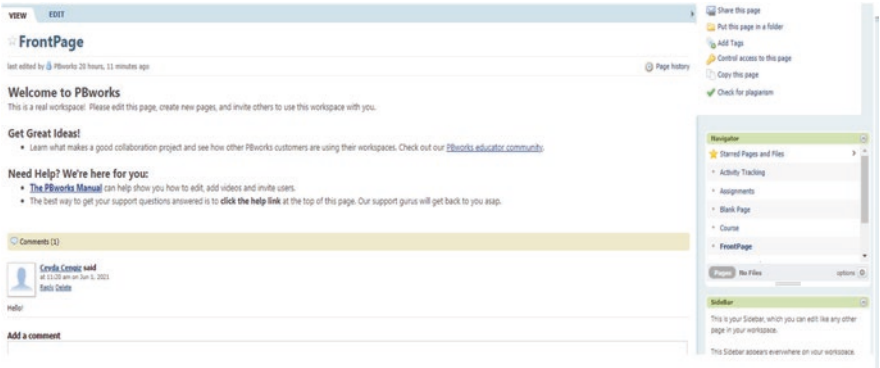 VIEW EDIT
FrontPage
last edited by PBworks 20 hours, 11 minutes ago
Page history
Welcome to PBworks
This is a real workspace! Please edit this page, create new pages, and invite others to use this workspace with you.
Get Great Ideas!
Learn what makes a good collaboration project and see how other PBworks customers are using their workspaces. Check out our PBworks educator community.
Need Help? We're here for you:
The PBworks Manual can help show you how to edit, add videos and invite users.
The best way to get your support questions answered is to click the help link at the top of this page. Our support gurus will get back to you asap.
Comments (1)
Cevda Cengiz said
at 11:20 am on Jun 1, 2021
Reply Delete
Hello!
Add a comment
Share this page
Put this page in a folder
Add Tags
Control access to this page
Copy this page
Check for plagiarism
Navigator
Starred Pages and Files
Activity Tracking
Assignments
Blank Page
Course
FrontPage
Pages No Files options
SideBar
This is your Sidebar, which you can edit like any other
page in your workspace.
This Sidebar appears everywhere on your workspace.